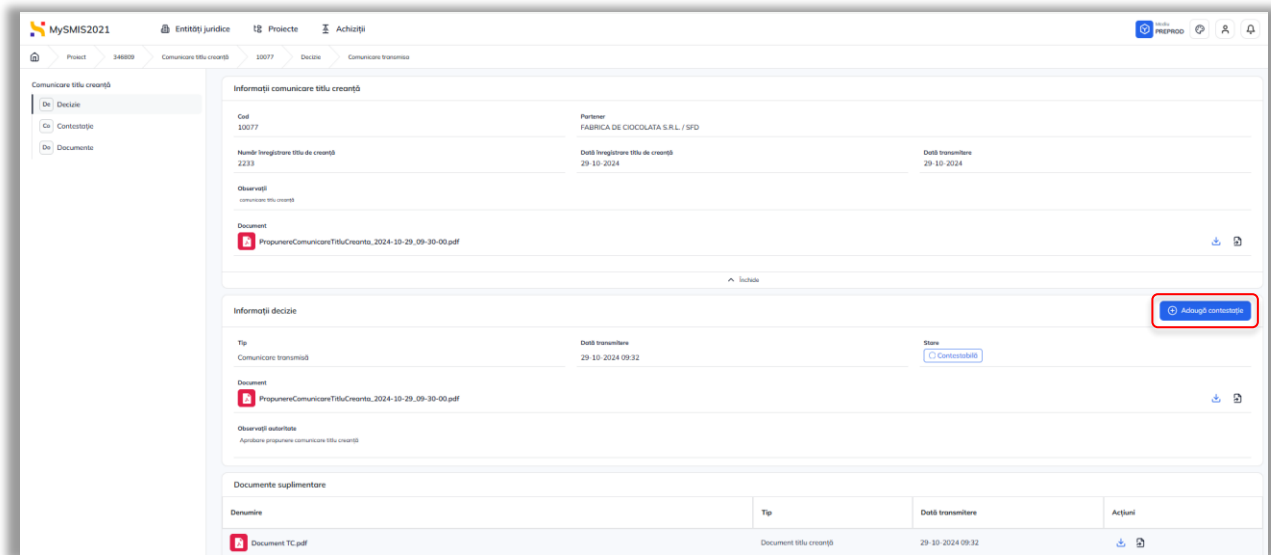 MySMIS2021 Entități juridice Proiecte Achiziții Mediu PREPROD
Proiect 346809 Comunicare titlu creanță 10077 Decizie Comunicare transmisa
Comunicare titlu creanță
De Decizie
Co Contestație
Do Documente
Informații comunicare titlu creanță
Cod Partener
10077 FABRICA DE CIOCOLATA S.R.L. / SFD
Număr înregistrare titlu de creanță Dată înregistrare titlu de creanță Dată transmitere
2233 29-10-2024 29-10-2024
Observații
comunicare titlu creanță
Document
PropunereComunicareTitluCreanta_2024-10-29_09-30-00.pdf
Închide
Informații decizie Adaugă contestație
Tip Dată transmitere Stare
Comunicare transmisă 29-10-2024 09:32 Contestabilă
Document
PropunereComunicareTitluCreanta_2024-10-29_09-30-00.pdf
Observații autoritate
Aprobare propunere comunicare titlu creanță
Documente suplimentare
Denumire Tip Dată transmitere Acțiuni
Document TC.pdf Document titlu creanță 29-10-2024 09:32